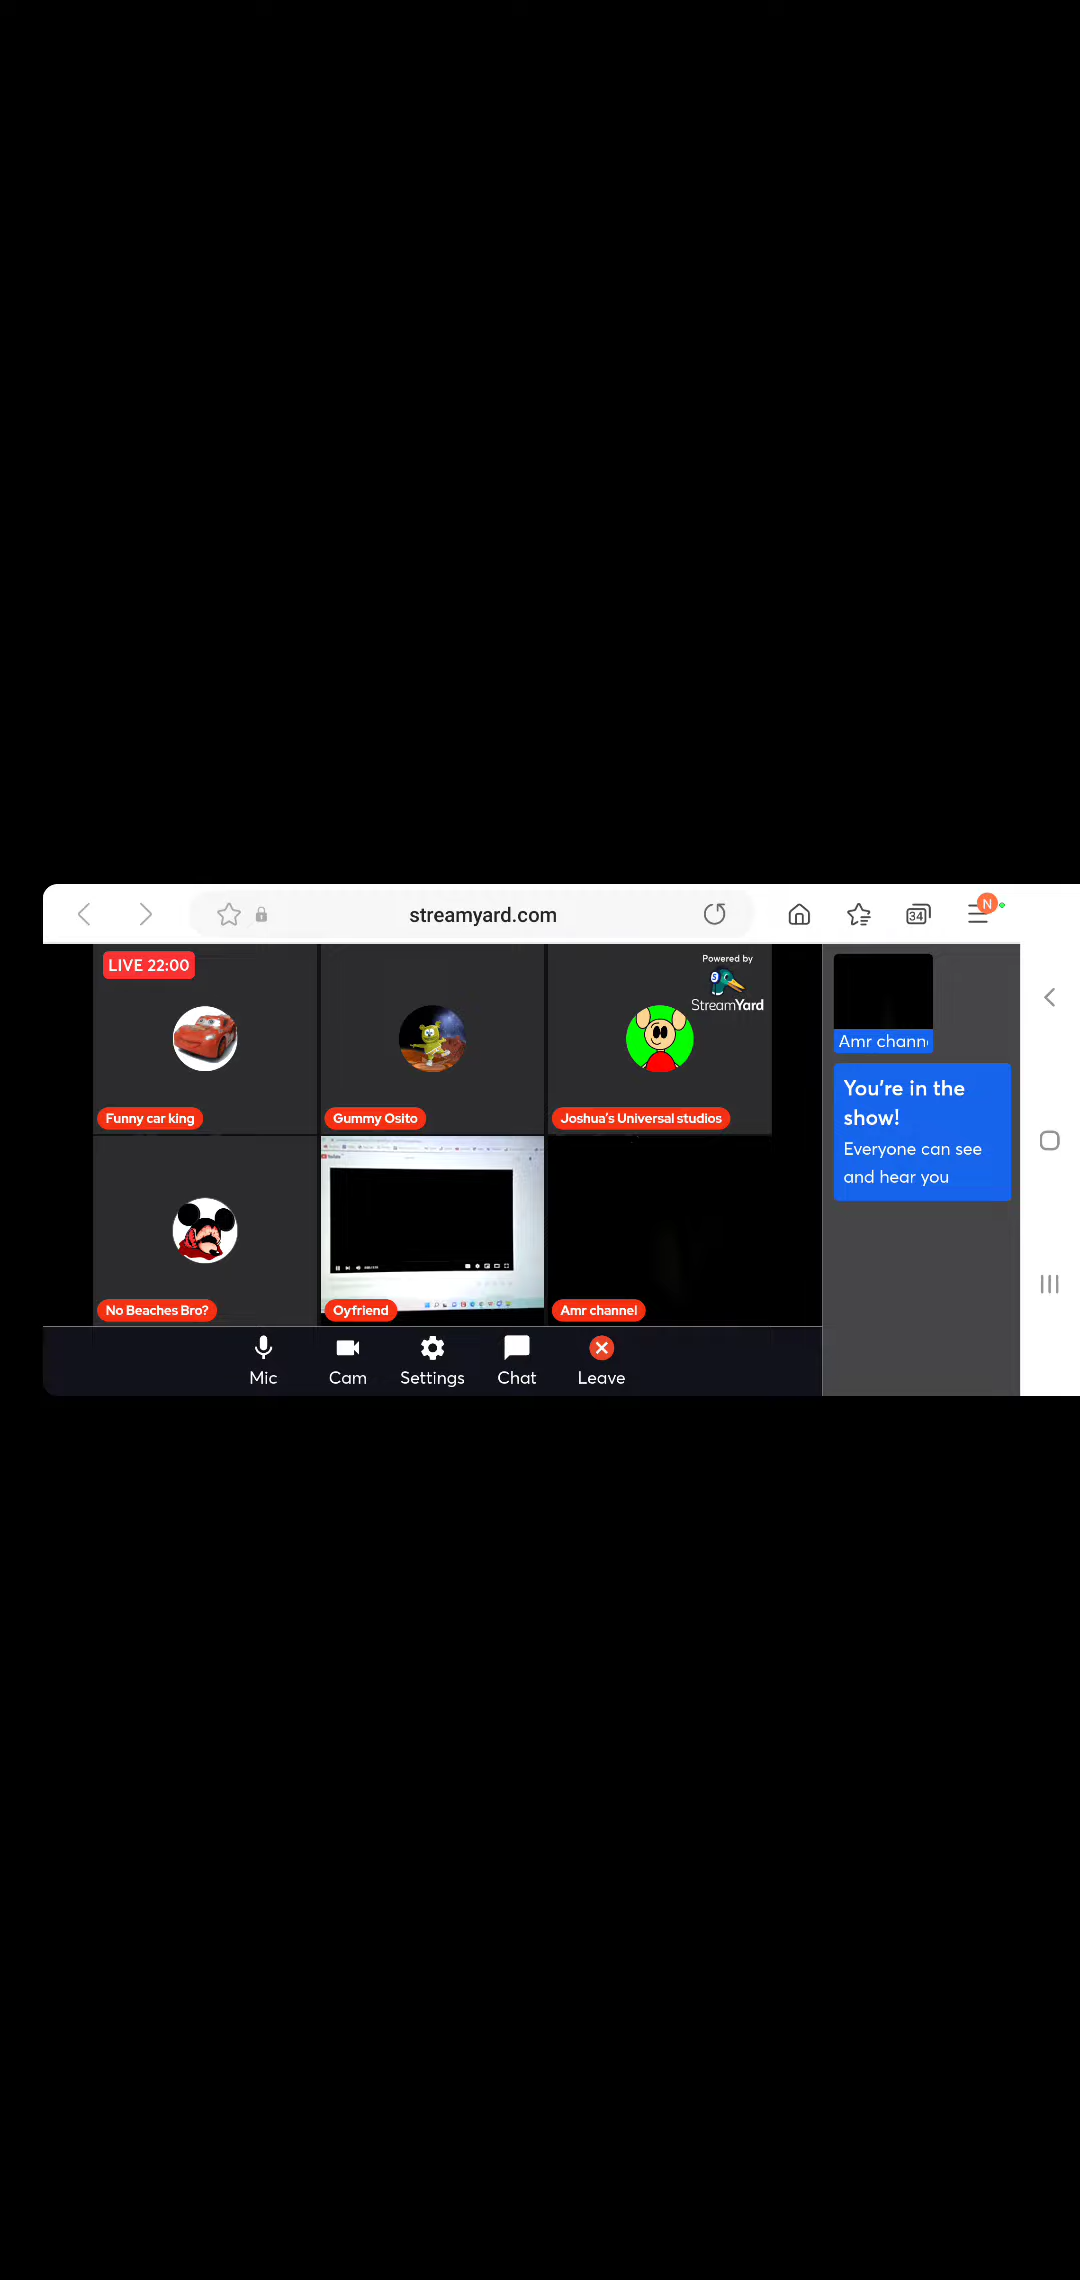 streamyard.com
34
N
LIVE 22:00
Powered by
StreamYard
Funny car king
Gummy Osito
Joshua's Universal studios
No Beaches Bro?
YouTube
Oyfriend
Amr channel
Mic
Cam
Settings
Chat
Leave
Amr chann
You're in the
show!
Everyone can see
and hear you